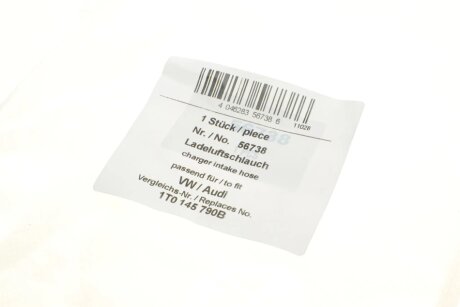 4 046283 56738 6
11028
1 Stück / piece
Nr. / No. 56738
Ladeluftschlauch
charger intake hose
passend für / to fit
VW / Audi
Vergleichs-Nr. / Replaces No.
1T0 145 790B